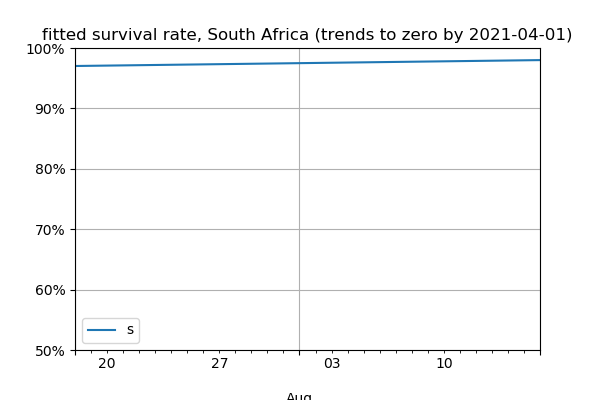 fitted survival rate, South Africa (trends to zero by 2021-04-01)
100%
90%
80%
70%
60%
50%
s
20 27 03 10
Aug